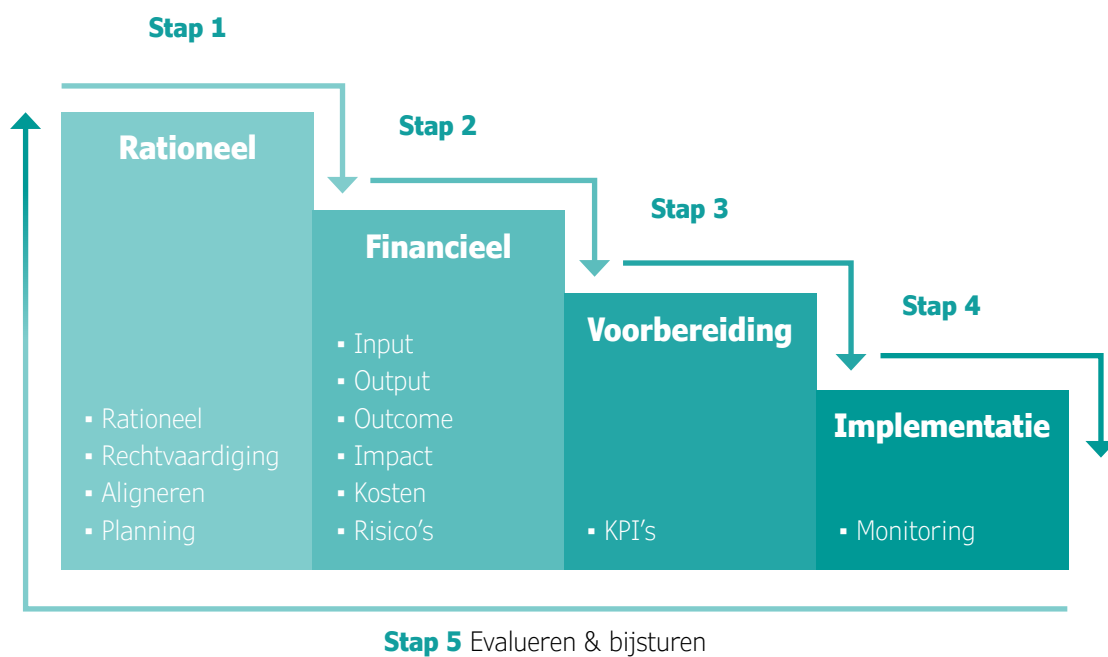 Stap 1
Rationeel
▪ Rationeel
▪ Rechtvaardiging
▪ Aligneren
▪ Planning
Stap 2
Financieel
▪ Input
▪ Output
▪ Outcome
▪ Impact
▪ Kosten
▪ Risico's
Stap 3
Voorbereiding
▪ KPI's
Stap 4
Implementatie
▪ Monitoring
Stap 5 Evalueren & bijsturen